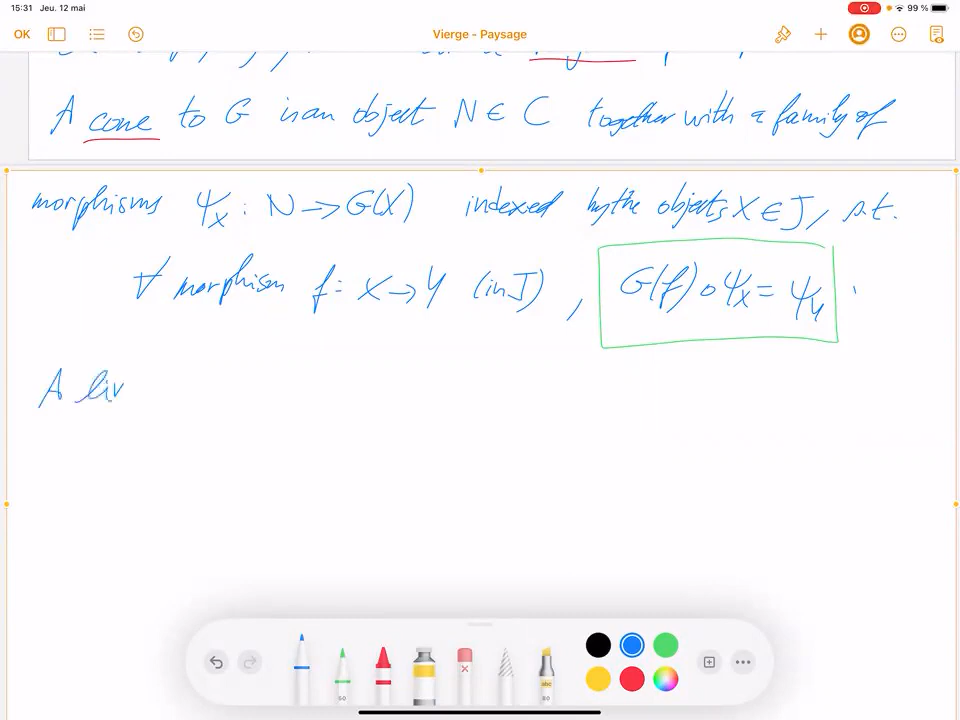 15:31 Jeu. 12 mai 99 %
OK Vierge - Paysage
A cone to G is an object N ∈ C together with a family of
morphisms ψ_X : N → G(X) indexed by the objects X ∈ J, s.t.
∀ morphism f : X → Y (in J), G(f) ∘ ψ_X = ψ_Y .
A lim